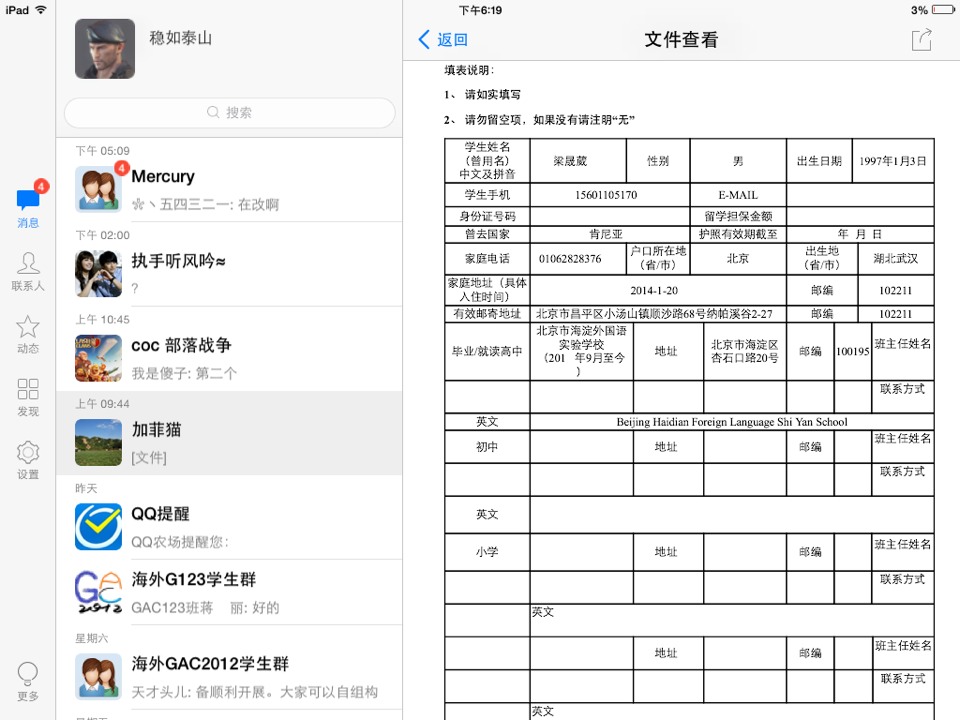 iPad
下午6:19
3%
稳如泰山
搜索
下午 05:09
4
Mercury
丶五四三二一: 在改啊
下午 02:00
执手听风吟≈
?
上午 10:45
coc 部落战争
我是傻子: 第二个
上午 09:44
加菲猫
[文件]
昨天
QQ提醒
QQ农场提醒您:
海外G123学生群
GAC123班蒋 丽: 好的
星期六
海外GAC2012学生群
天才头儿: 备顺利开展。大家可以自组构
4
消息
联系人
动态
发现
设置
更多
返回
文件查看
填表说明：
1、 请如实填写
2、 请勿留空项，如果没有请注明“无”
学生姓名
（曾用名）
中文及拼音
梁晟葳
性别
男
出生日期
1997年1月3日
学生手机
15601105170
E-MAIL
身份证号码
留学担保金额
曾去国家
肯尼亚
护照有效期截至
年 月 日
家庭电话
01062828376
户口所在地
（省/市）
北京
出生地
（省/市）
湖北武汉
家庭地址（具体
入住时间）
2014-1-20
邮编
102211
有效邮寄地址
北京市昌平区小汤山镇顺沙路68号纳帕溪谷2-27
邮编
102211
毕业/就读高中
北京市海淀外国语
实验学校
（201 年9月至今
）
地址
北京市海淀区
杏石口路20号
邮编
100195
班主任姓名
联系方式
英文
Beijing Haidian Foreign Language Shi Yan School
初中
地址
邮编
班主任姓名
联系方式
英文
小学
地址
邮编
班主任姓名
联系方式
英文
地址
邮编
班主任姓名
联系方式
英文